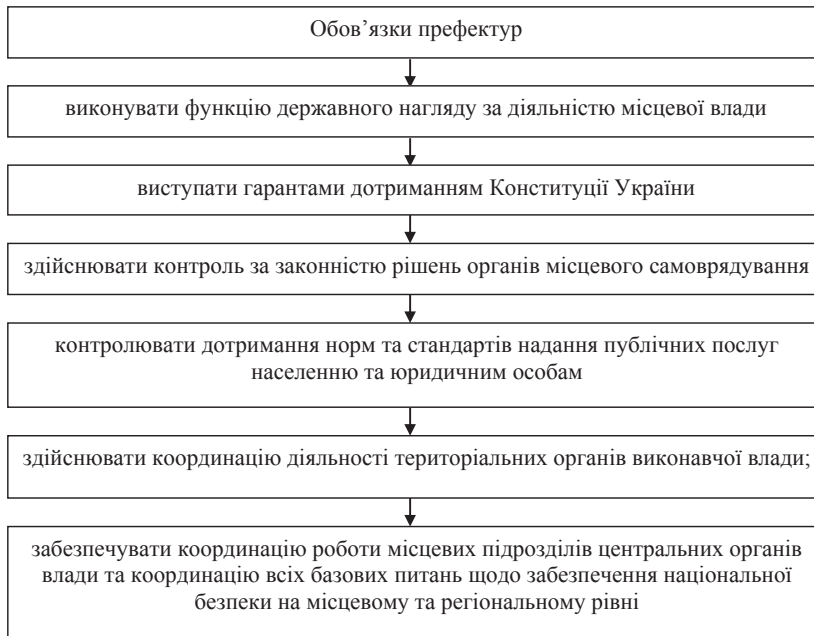 Обов’язки префектур
виконувати функцію державного нагляду за діяльністю місцевої влади
виступати гарантами дотриманням Конституції України
здійснювати контроль за законністю рішень органів місцевого самоврядування
контролювати дотримання норм та стандартів надання публічних послуг
населенню та юридичним особам
здійснювати координацію діяльності територіальних органів виконавчої влади;
забезпечувати координацію роботи місцевих підрозділів центральних органів
влади та координацію всіх базових питань щодо забезпечення національної
безпеки на місцевому та регіональному рівні